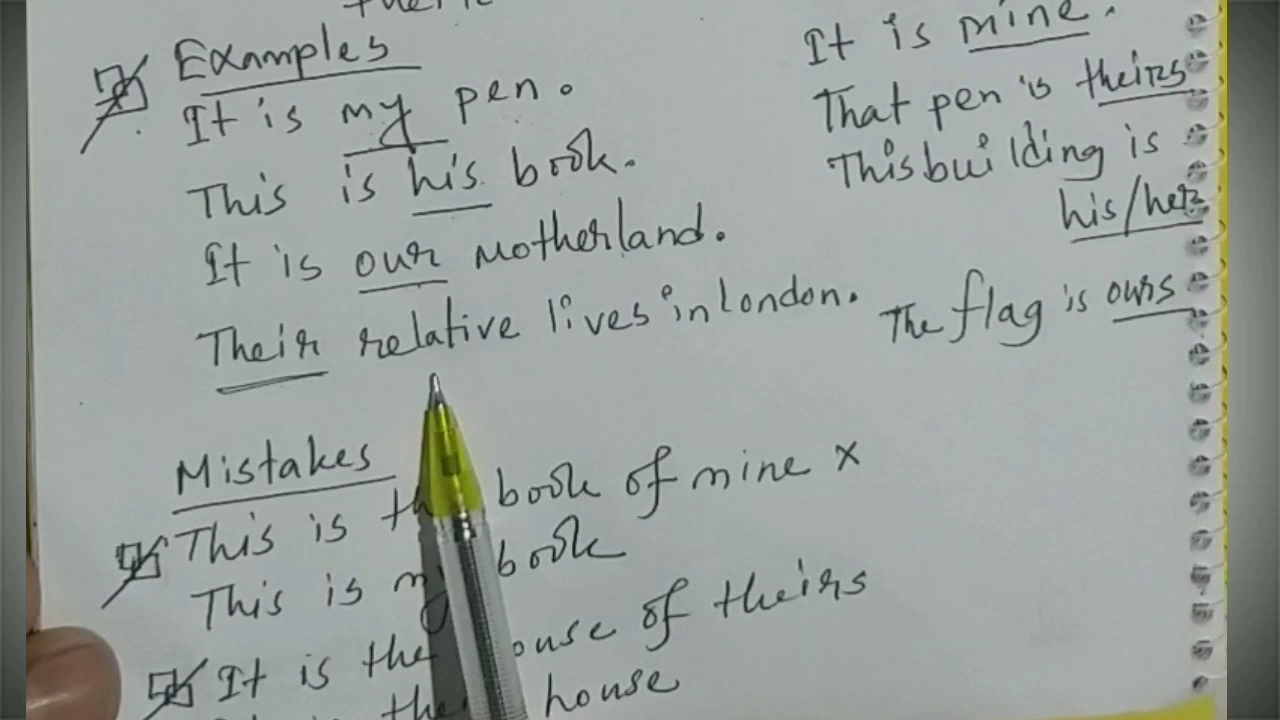 Examples
It is my pen.
This is his book.
It is our Motherland.
Their relative lives in london.
It is mine.
That pen is theirs
This building is
his/her
The flag is ours
Mistakes
This is the book of mine x
This is my book
It is the house of theirs
house